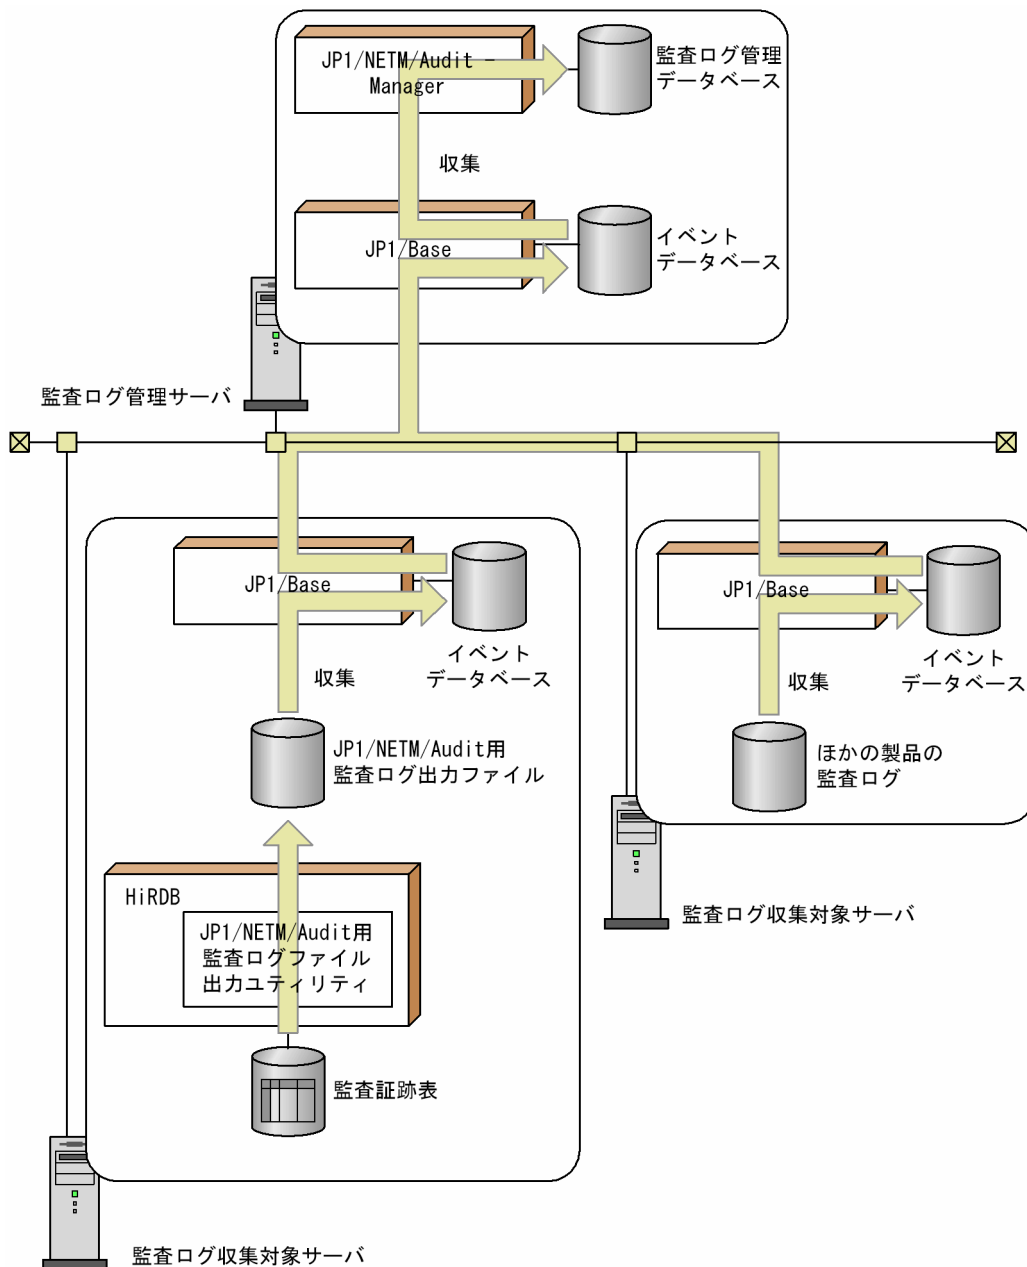 JP1/NETM/Audit -
Manager
監査ログ管理
データベース
収集
JP1/Base
イベント
データベース
監査ログ管理サーバ
JP1/Base
イベント
データベース
収集
JP1/NETM/Audit用
監査ログ出力ファイル
HiRDB
JP1/NETM/Audit用
監査ログファイル
出力ユティリティ
監査証跡表
監査ログ収集対象サーバ
JP1/Base
イベント
データベース
収集
ほかの製品の
監査ログ
監査ログ収集対象サーバ